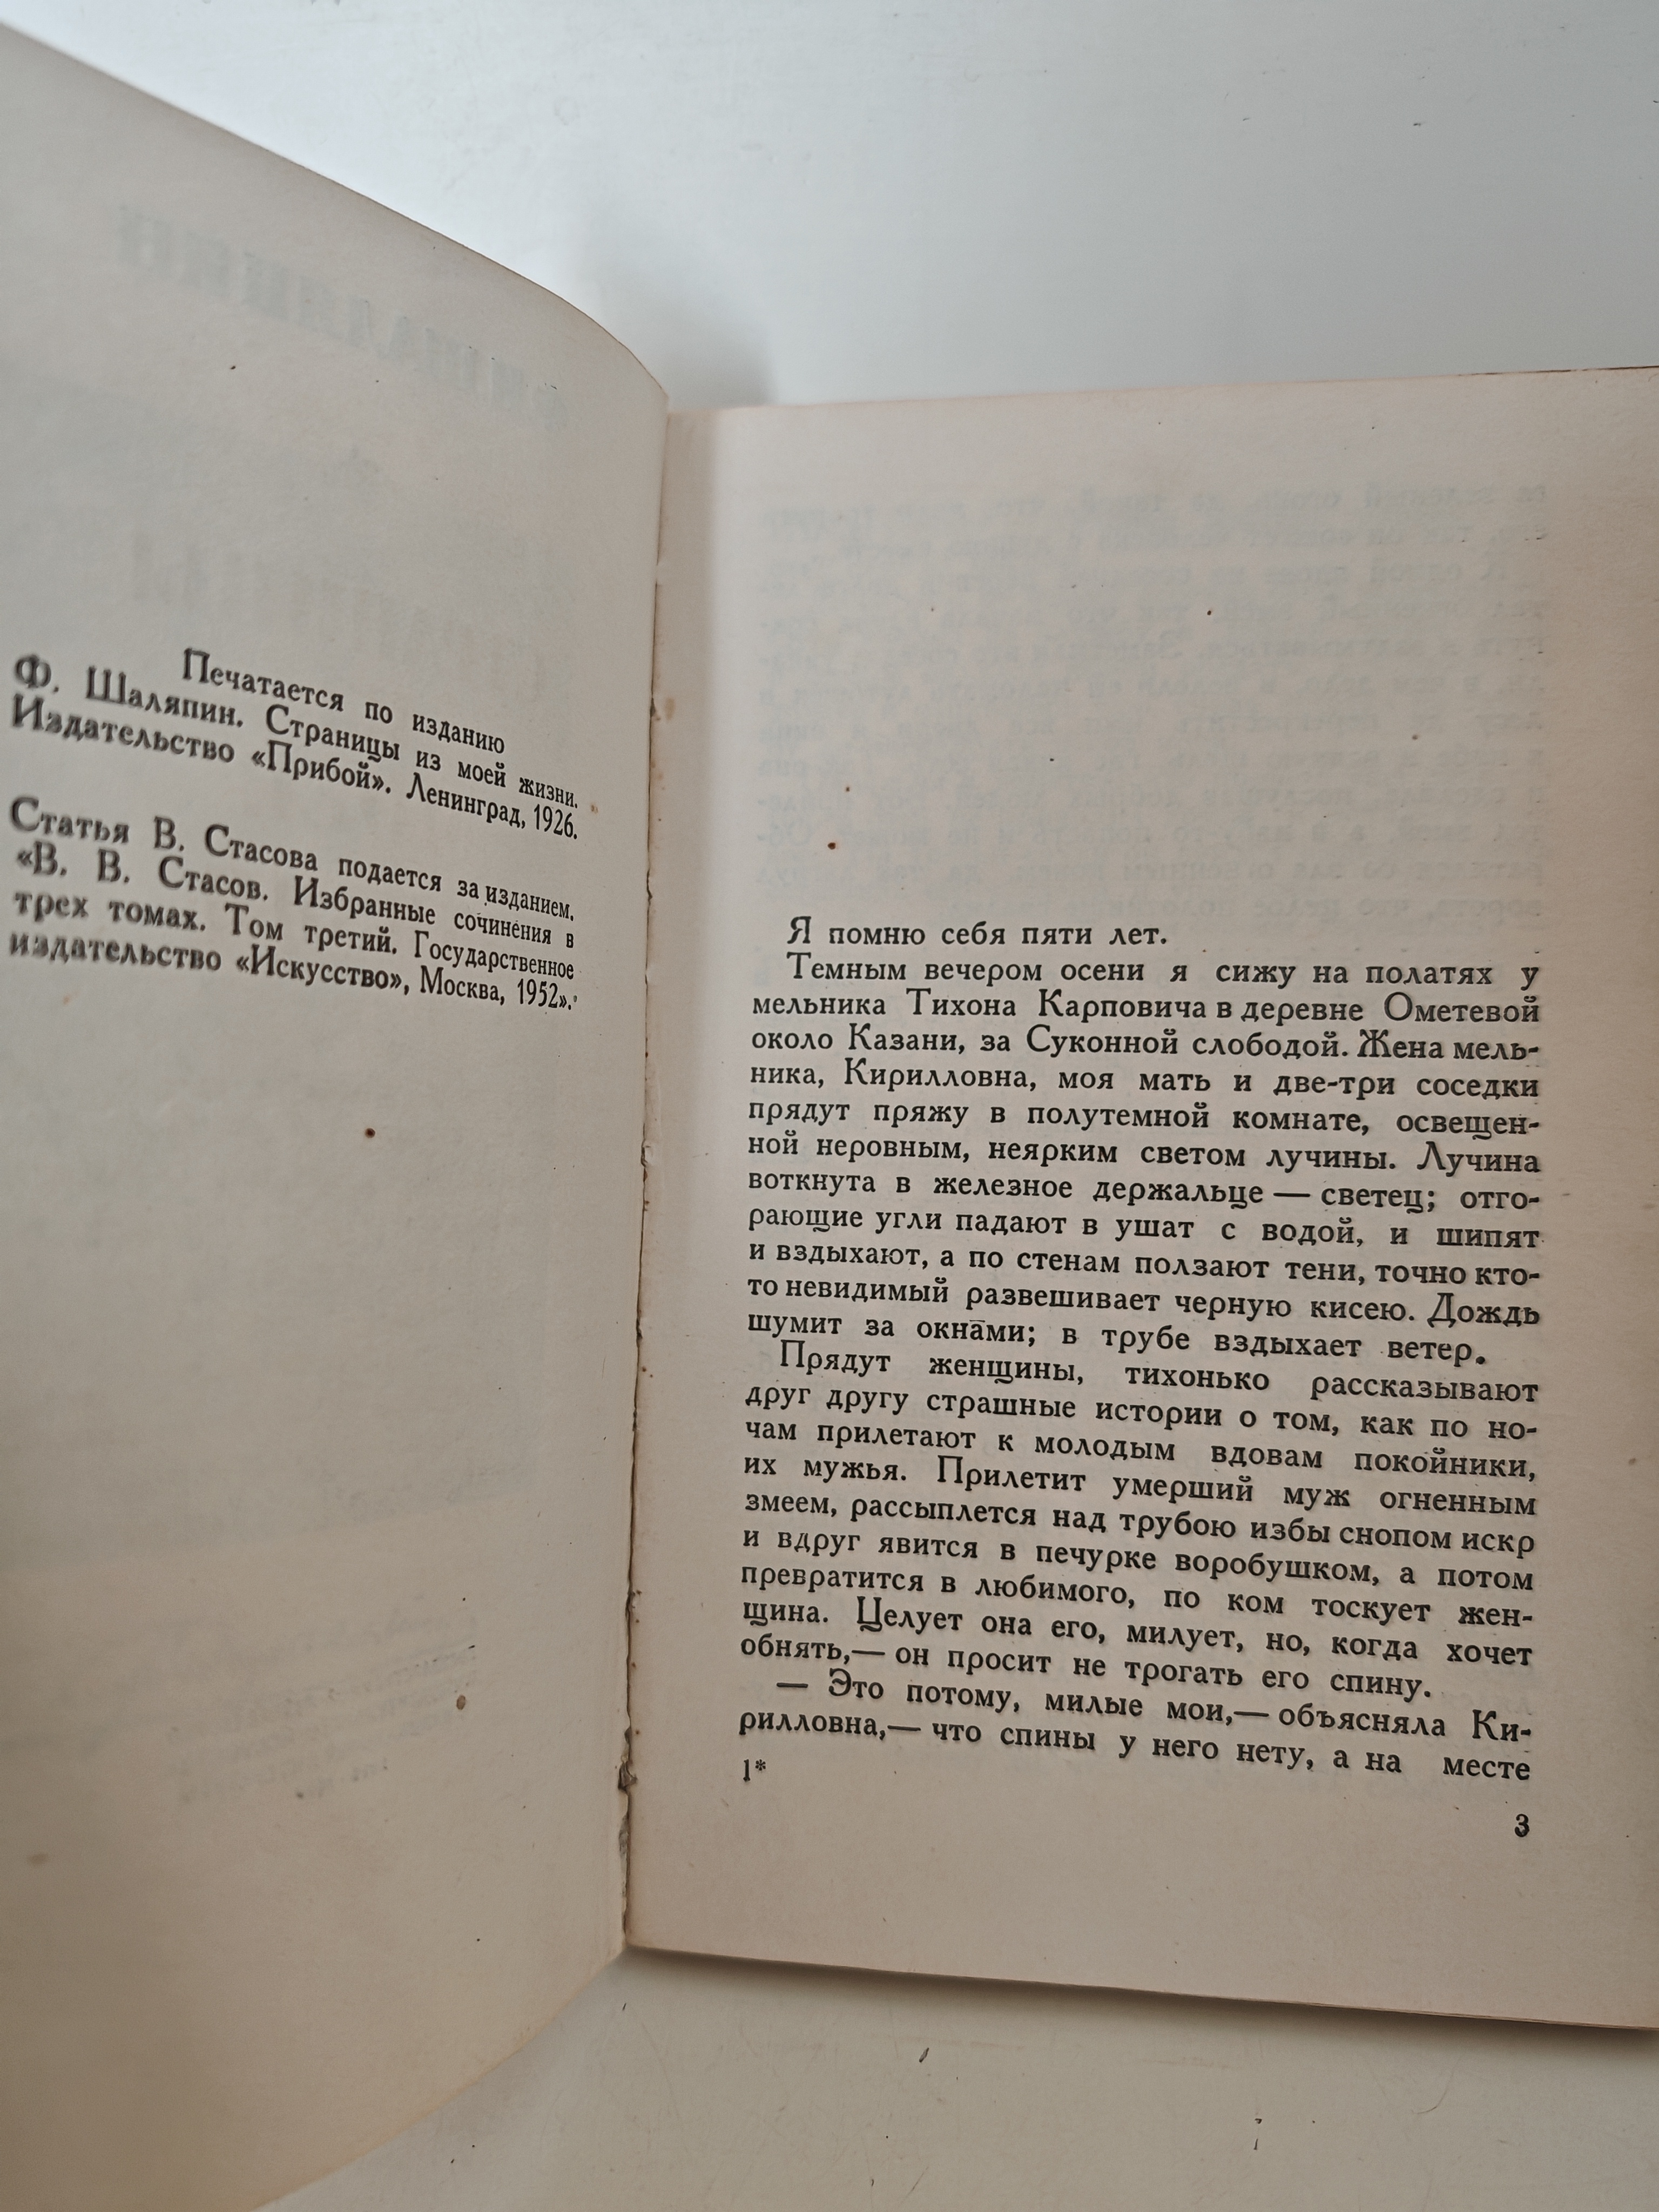 Печатается по изданию
Ф. Шаляпин. Страницы из моей жизни.
Издательство «Прибой». Ленинград, 1926.
Статья В. Стасова подается за изданием.
«В. В. Стасов. Избранные сочинения в
трех томах. Том третий. Государственное
издательство «Искусство», Москва, 1952».
Я помню себя пяти лет.
Темным вечером осени я сижу на полатях у
мельника Тихона Карповича в деревне Ометевой
около Казани, за Суконной слободой. Жена мель-
ника, Кирилловна, моя мать и две-три соседки
прядут пряжу в полутемной комнате, освещен-
ной неровным, неярким светом лучины. Лучина
воткнута в железное держальце — светец; отго-
рающие угли падают в ушат с водой, и шипят
и вздыхают, а по стенам ползают тени, точно кто-
то невидимый развешивает черную кисею. Дождь
шумит за окнами; в трубе вздыхает ветер.
Прядут женщины, тихонько рассказывают
друг другу страшные истории о том, как по но-
чам прилетают к молодым вдовам покойники,
их мужья. Прилетит умерший муж огненным
змеем, рассыплется над трубою избы снопом искр
и вдруг явится в печурке воробушком, а потом
превратится в любимого, по ком тоскует жен-
щина. Целует она его, милует, но, когда хочет
обнять,— он просит не трогать его спину.
— Это потому, милые мои,— объясняла Ки-
рилловна,— что спины у него нету, а на месте
1*
3